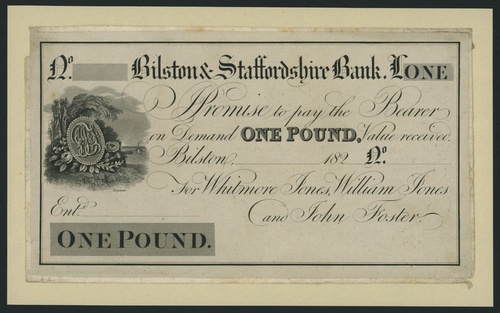 No. Bilston & Staffordshire Bank. £ONE
I Promise to pay the Bearer
on Demand ONE POUND. Value received.
Bilston, 182 No.
For Whitmore Jones, William Jones
Entd. and John Foster.
ONE POUND.